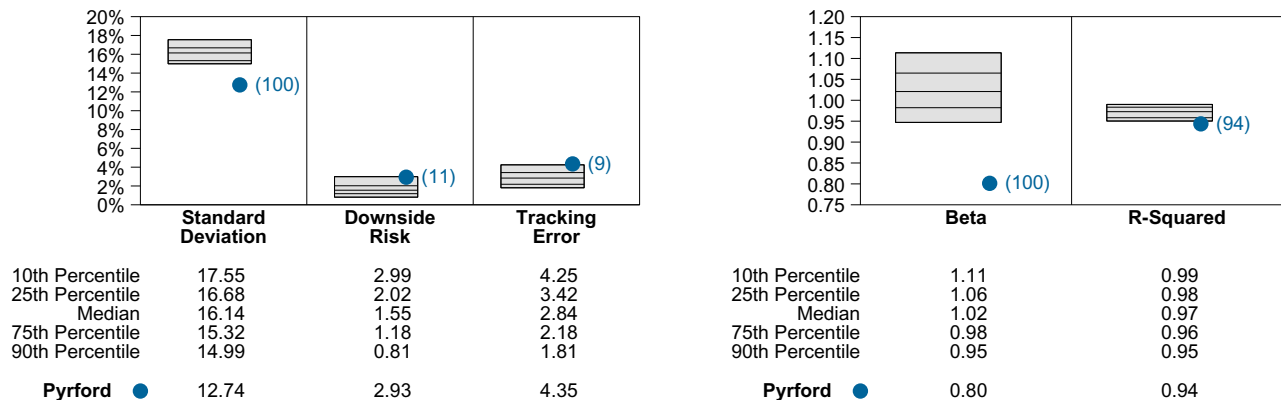 20%
18%
16%
14%
12%
10%
8%
6%
4%
2%
0%
(100)
(11)
(9)
Standard Deviation
Downside Risk
Tracking Error
10th Percentile 17.55 2.99 4.25
25th Percentile 16.68 2.02 3.42
Median 16.14 1.55 2.84
75th Percentile 15.32 1.18 2.18
90th Percentile 14.99 0.81 1.81
Pyrford 12.74 2.93 4.35
1.20
1.15
1.10
1.05
1.00
0.95
0.90
0.85
0.80
0.75
(100)
(94)
Beta
R-Squared
10th Percentile 1.11 0.99
25th Percentile 1.06 0.98
Median 1.02 0.97
75th Percentile 0.98 0.96
90th Percentile 0.95 0.95
Pyrford 0.80 0.94